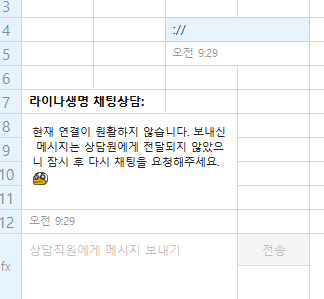 3
4
://
5
오전 9:29
6
7
라이나생명 채팅상담:
8
현재 연결이 원활하지 않습니다. 보내신
9
메시지는 상담원에게 전달되지 않았으
10
니 잠시 후 다시 채팅을 요청해주세요.
11
12
오전 9:29
fx
상담직원에게 메시지 보내기
전송